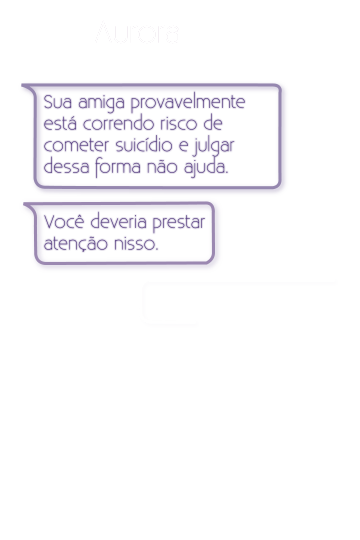 Aurora
Sua amiga provavelmente
está correndo risco de
cometer suicídio e julgar
dessa forma não ajuda.
Você deveria prestar
atenção nisso.